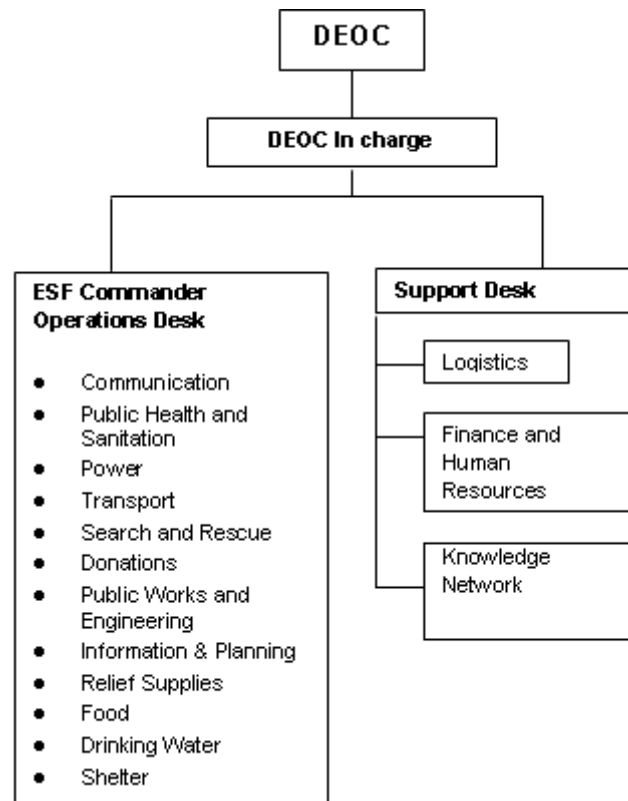 DEOC
DEOC In charge
ESF Commander
Operations Desk
● Communication
● Public Health and
Sanitation
● Power
● Transport
● Search and Rescue
● Donations
● Public Works and
Engineering
● Information & Planning
● Relief Supplies
● Food
● Drinking Water
● Shelter
Support Desk
Logistics
Finance and
Human
Resources
Knowledge
Network